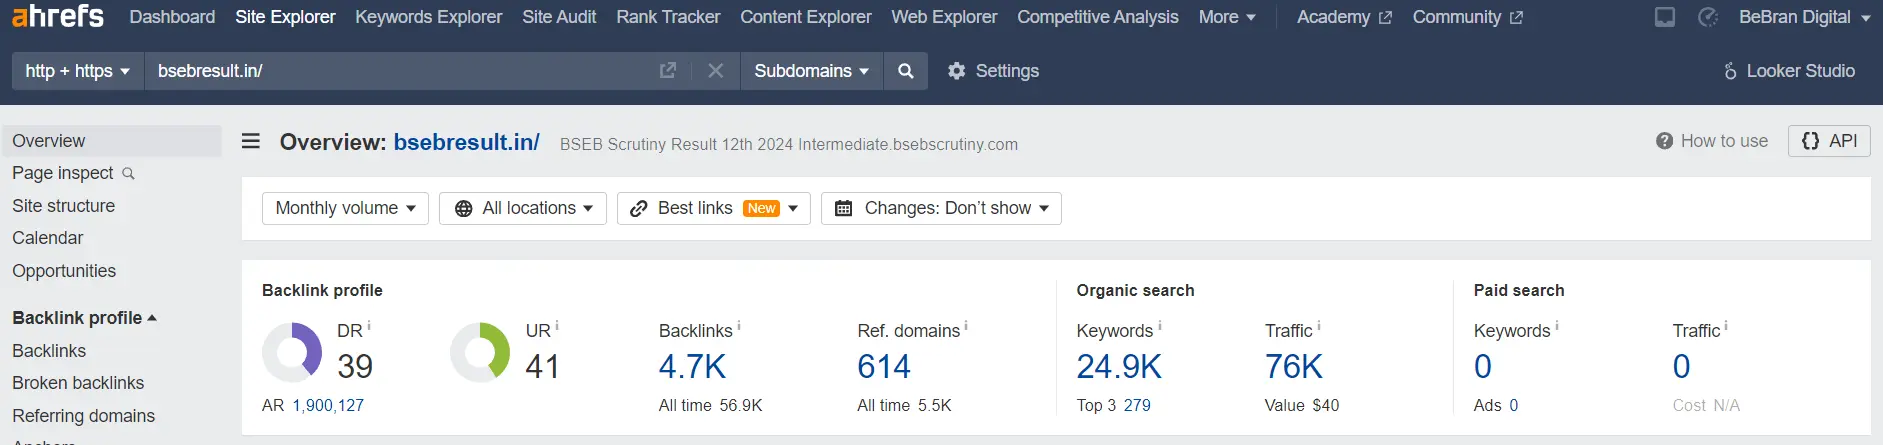 ahrefs Dashboard Site Explorer Keywords Explorer Site Audit Rank Tracker Content Explorer Web Explorer Competitive Analysis More Academy Community BeBran Digital
http + https bsebresult.in/ Subdomains Settings Looker Studio
Overview
Page inspect
Site structure
Calendar
Opportunities
Backlink profile
Backlinks
Broken backlinks
Referring domains
Anchors
Overview: bsebresult.in/ BSEB Scrutiny Result 12th 2024 Intermediate.bsebscrutiny.com How to use {} API
Monthly volume All locations Best links New Changes: Don't show
Backlink profile
DR i
39
AR 1,900,127
UR i
41
Backlinks i
4.7K
All time 56.9K
Ref. domains i
614
All time 5.5K
Organic search
Keywords i
24.9K
Top 3 279
Traffic i
76K
Value $40
Paid search
Keywords i
0
Ads 0
Traffic i
0
Cost N/A